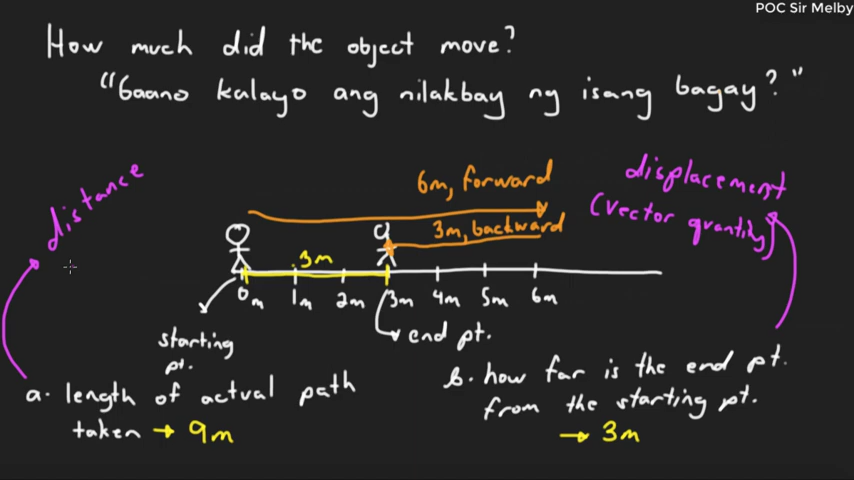 POC Sir Melby
How much did the object move?
"Gaano kalayo ang nilakbay ng isang bagay?"
distance
6m, forward
3m, backward
displacement
(vector quantity)
3m
0m 1m 2m 3m 4m 5m 6m
starting
pt.
end pt.
a. length of actual path
taken → 9m
b. how far is the end pt.
from the starting pt.
→ 3m